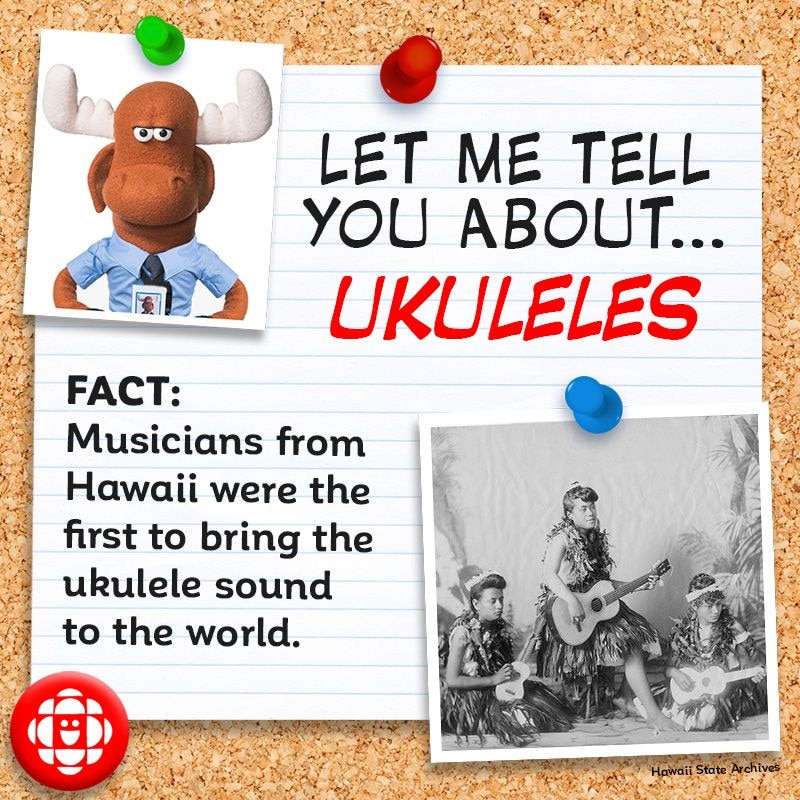 LET ME TELL
YOU ABOUT...
UKULELES
FACT:
Musicians from
Hawaii were the
first to bring the
ukulele sound
to the world.
Hawaii State Archives